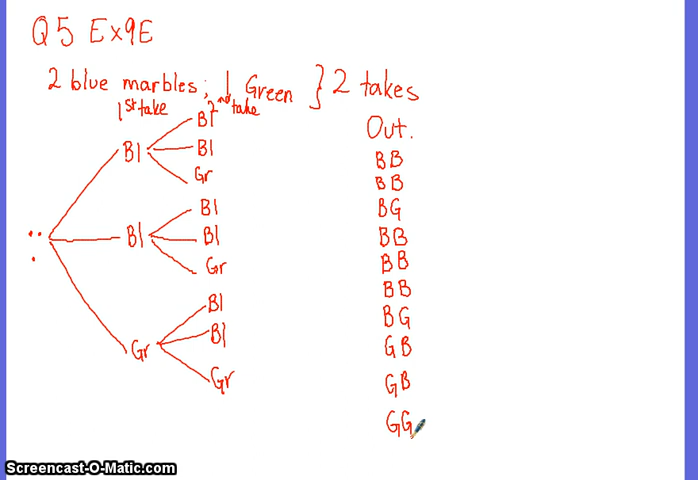 Q5 Ex9E
2 blue marbles; 1 Green } 2 takes
1st take 2nd take
Out.
Bl
Bl
Bl
Gr
Bl
Bl
Bl
Gr
Gr
Bl
Bl
Gr
BB
BB
BG
BB
BB
BB
BG
GB
GB
GG
Screencast-O-Matic.com